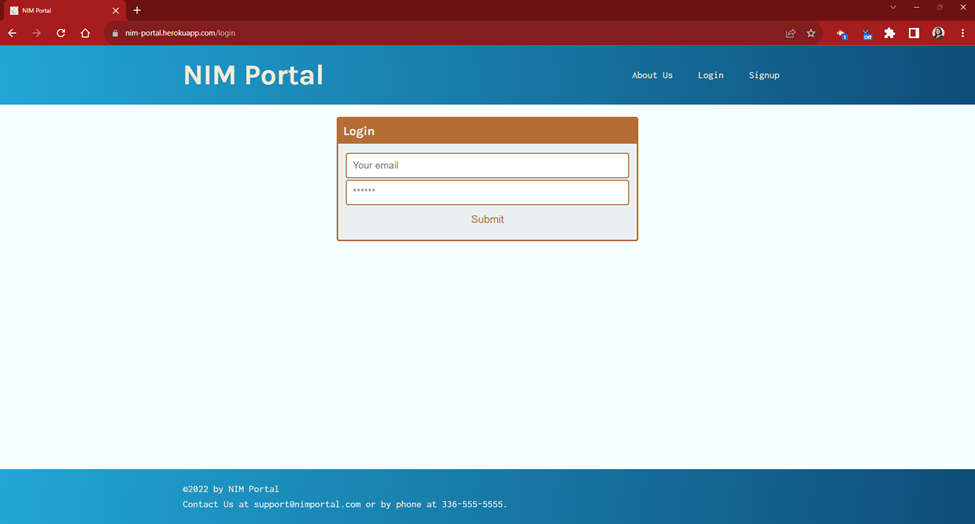 NIM Portal
nim-portal.herokuapp.com/login
NIM Portal
About Us Login Signup
Login
Your email
******
Submit
©2022 by NIM Portal
Contact Us at support@nimportal.com or by phone at 336-555-5555.